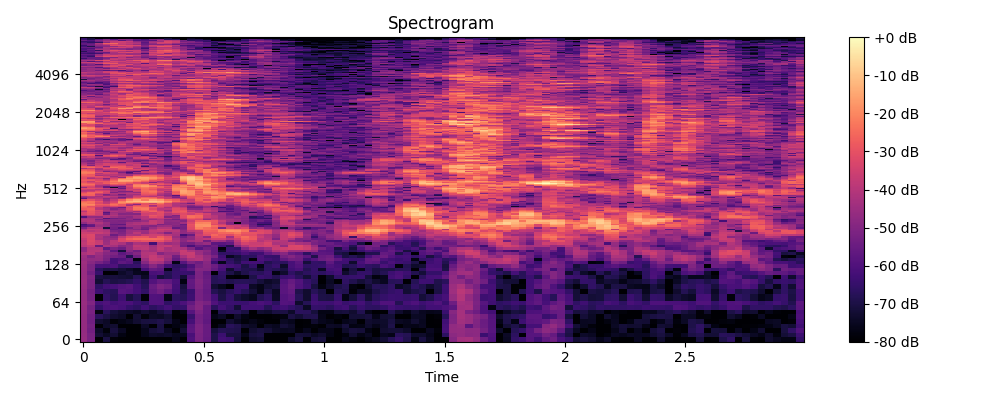 Spectrogram
+0 dB
4096
-10 dB
2048
-20 dB
1024
-30 dB
Hz
512
-40 dB
256
-50 dB
128
-60 dB
64
-70 dB
0
-80 dB
0 0.5 1 1.5 2 2.5
Time